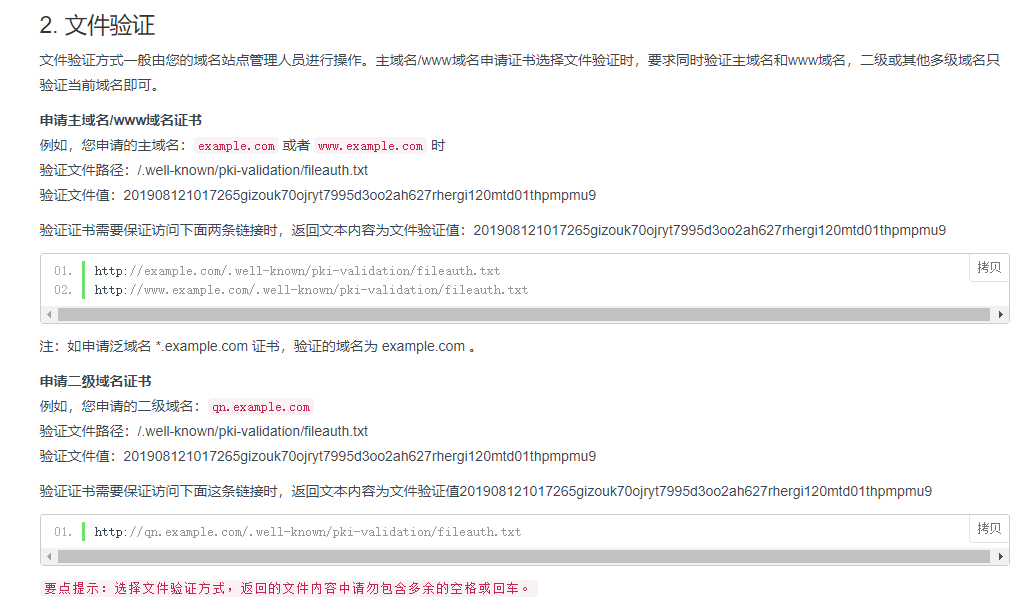 2. 文件验证
文件验证方式一般由您的域名站点管理人员进行操作。主域名/www域名申请证书选择文件验证时，要求同时验证主域名和www域名，二级或其他多级域名只
验证当前域名即可。
申请主域名/www域名证书
例如，您申请的主域名： example.com 或者 www.example.com 时
验证文件路径：/.well-known/pki-validation/fileauth.txt
验证文件值：201908121017265gizouk70ojryt7995d3oo2ah627rhergi120mtd01thpmpmu9
验证证书需要保证访问下面两条链接时，返回文本内容为文件验证值：201908121017265gizouk70ojryt7995d3oo2ah627rhergi120mtd01thpmpmu9
拷贝
01. http://example.com/.well-known/pki-validation/fileauth.txt
02. http://www.example.com/.well-known/pki-validation/fileauth.txt
注：如申请泛域名 *.example.com 证书，验证的域名为 example.com 。
申请二级域名证书
例如，您申请的二级域名： qn.example.com
验证文件路径：/.well-known/pki-validation/fileauth.txt
验证文件值：201908121017265gizouk70ojryt7995d3oo2ah627rhergi120mtd01thpmpmu9
验证证书需要保证访问下面这条链接时，返回文本内容为文件验证值201908121017265gizouk70ojryt7995d3oo2ah627rhergi120mtd01thpmpmu9
拷贝
01. http://qn.example.com/.well-known/pki-validation/fileauth.txt
要点提示：选择文件验证方式，返回的文件内容中请勿包含多余的空格或回车。